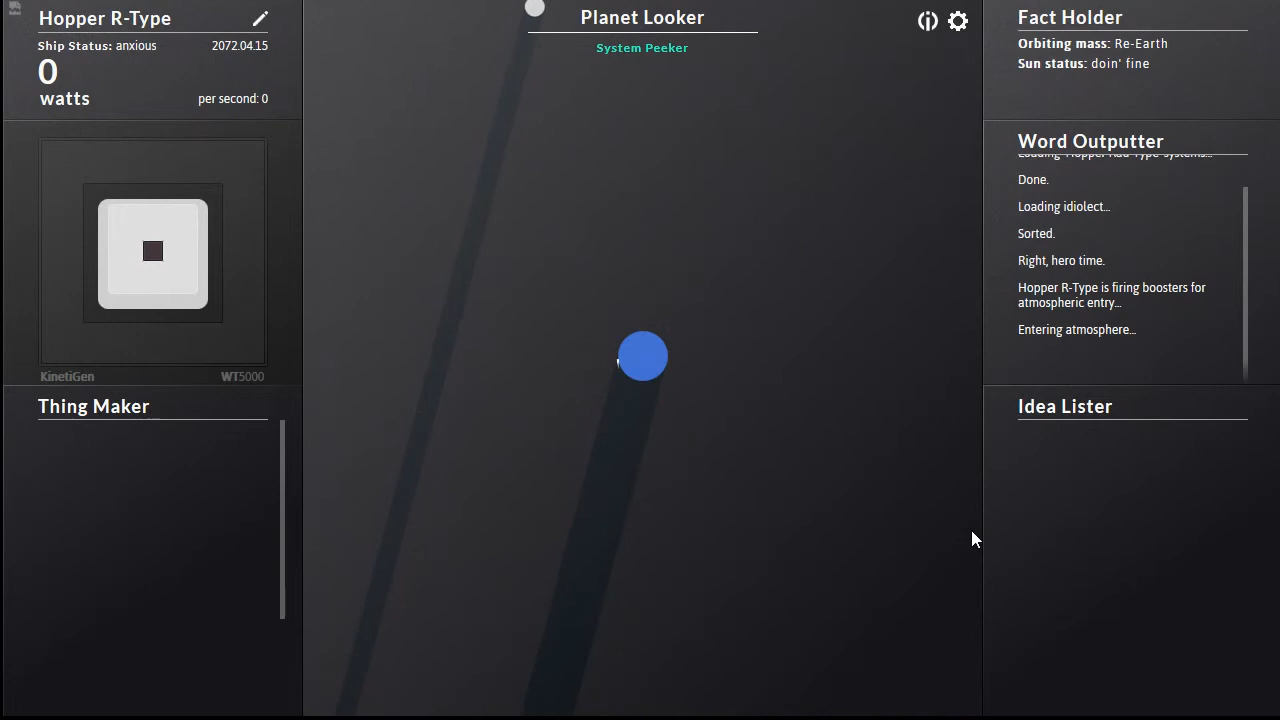 Hopper R-Type
Ship Status: anxious 2072.04.15
0
watts per second: 0
KinetiGen WT5000
Thing Maker
Planet Looker
System Peeker
Fact Holder
Orbiting mass: Re-Earth
Sun status: doin' fine
Word Outputter
Done.
Loading idiolect...
Sorted.
Right, hero time.
Hopper R-Type is firing boosters for
atmospheric entry...
Entering atmosphere...
Idea Lister